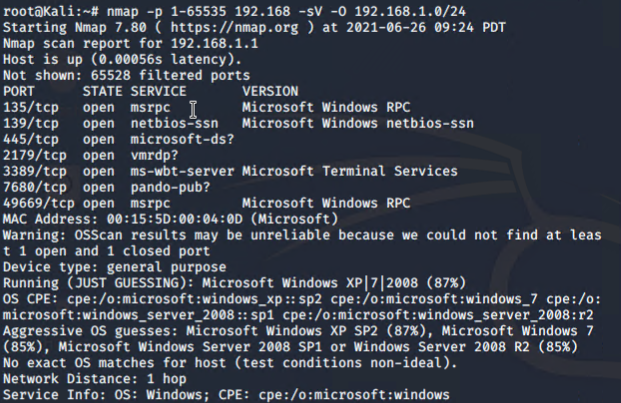 root@Kali:~# nmap -p 1-65535 192.168 -sV -O 192.168.1.0/24
Starting Nmap 7.80 ( https://nmap.org ) at 2021-06-26 09:24 PDT
Nmap scan report for 192.168.1.1
Host is up (0.00056s latency).
Not shown: 65528 filtered ports
PORT      STATE SERVICE       VERSION
135/tcp   open  msrpc         Microsoft Windows RPC
139/tcp   open  netbios-ssn   Microsoft Windows netbios-ssn
445/tcp   open  microsoft-ds?
2179/tcp  open  vmrdp?
3389/tcp  open  ms-wbt-server Microsoft Terminal Services
7680/tcp  open  pando-pub?
49669/tcp open  msrpc         Microsoft Windows RPC
MAC Address: 00:15:5D:00:04:0D (Microsoft)
Warning: OSScan results may be unreliable because we could not find at leas
t 1 open and 1 closed port
Device type: general purpose
Running (JUST GUESSING): Microsoft Windows XP|7|2008 (87%)
OS CPE: cpe:/o:microsoft:windows_xp::sp2 cpe:/o:microsoft:windows_7 cpe:/o:
microsoft:windows_server_2008::sp1 cpe:/o:microsoft:windows_server_2008:r2
Aggressive OS guesses: Microsoft Windows XP SP2 (87%), Microsoft Windows 7
(85%), Microsoft Windows Server 2008 SP1 or Windows Server 2008 R2 (85%)
No exact OS matches for host (test conditions non-ideal).
Network Distance: 1 hop
Service Info: OS: Windows; CPE: cpe:/o:microsoft:windows